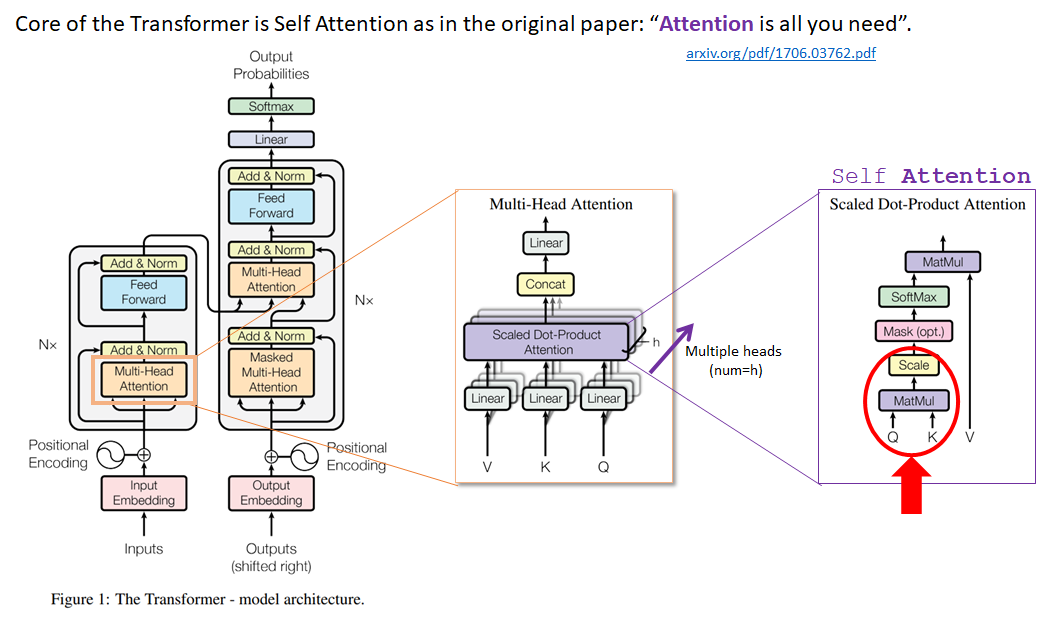 Core of the Transformer is Self Attention as in the original paper: “Attention is all you need”.
arxiv.org/pdf/1706.03762.pdf
Output
Probabilities
Softmax
Linear
Add & Norm
Feed
Forward
Add & Norm
Multi-Head
Attention
Add & Norm
Masked
Multi-Head
Attention
Nx
Add & Norm
Feed
Forward
Add & Norm
Multi-Head
Attention
Nx
Positional
Encoding
Positional
Encoding
Input
Embedding
Output
Embedding
Inputs
Outputs
(shifted right)
Figure 1: The Transformer - model architecture.
Multi-Head Attention
Linear
Concat
Scaled Dot-Product
Attention
h
Linear
Linear
Linear
V
K
Q
Multiple heads
(num=h)
Self Attention
Scaled Dot-Product Attention
MatMul
SoftMax
Mask (opt.)
Scale
MatMul
Q
K
V